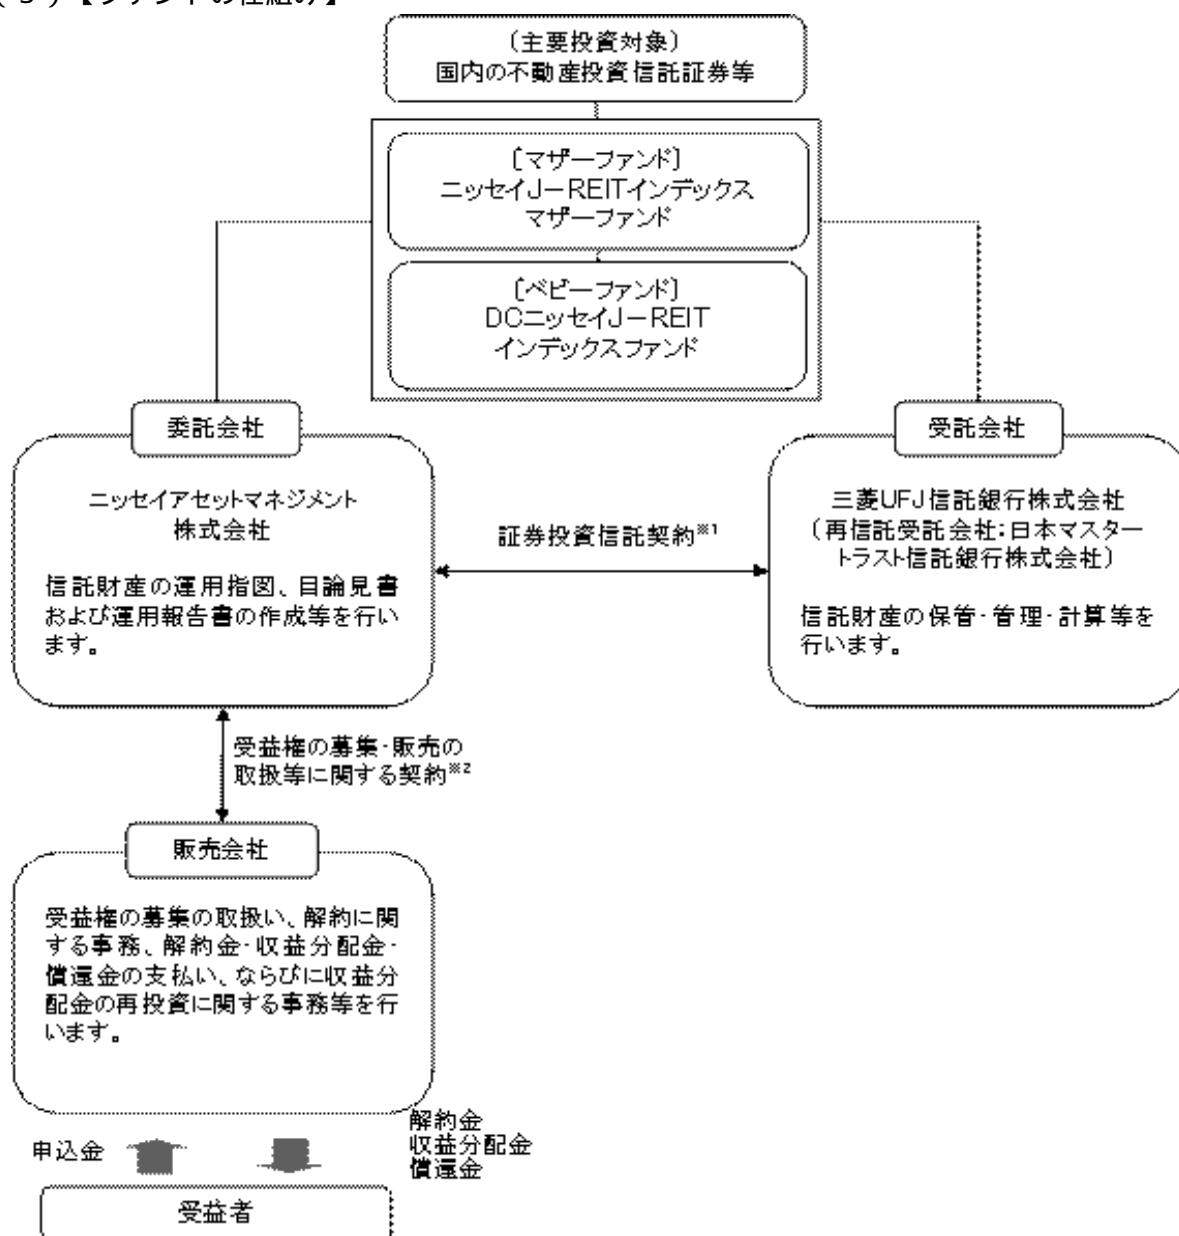 (3)【ファンドの仕組み】
(主要投資対象)
国内の不動産投資信託証券等
〔マザーファンド〕
ニッセイJ-REITインデックス
マザーファンド
〔ベビーファンド〕
DCニッセイJ-REIT
インデックスファンド
委託会社
ニッセイアセットマネジメント
株式会社
信託財産の運用指図、目論見書
および運用報告書の作成等を行い
ます。
証券投資信託契約※1
受託会社
三菱UFJ信託銀行株式会社
(再信託受託会社:日本マスター
トラスト信託銀行株式会社)
信託財産の保管・管理・計算等を
行います。
受益権の募集・販売の
取扱等に関する契約※2
販売会社
受益権の募集の取扱い、解約に関
する事務、解約金・収益分配金・
償還金の支払い、ならびに収益分
配金の再投資に関する事務等を行
います。
申込金
解約金
収益分配金
償還金
受益者